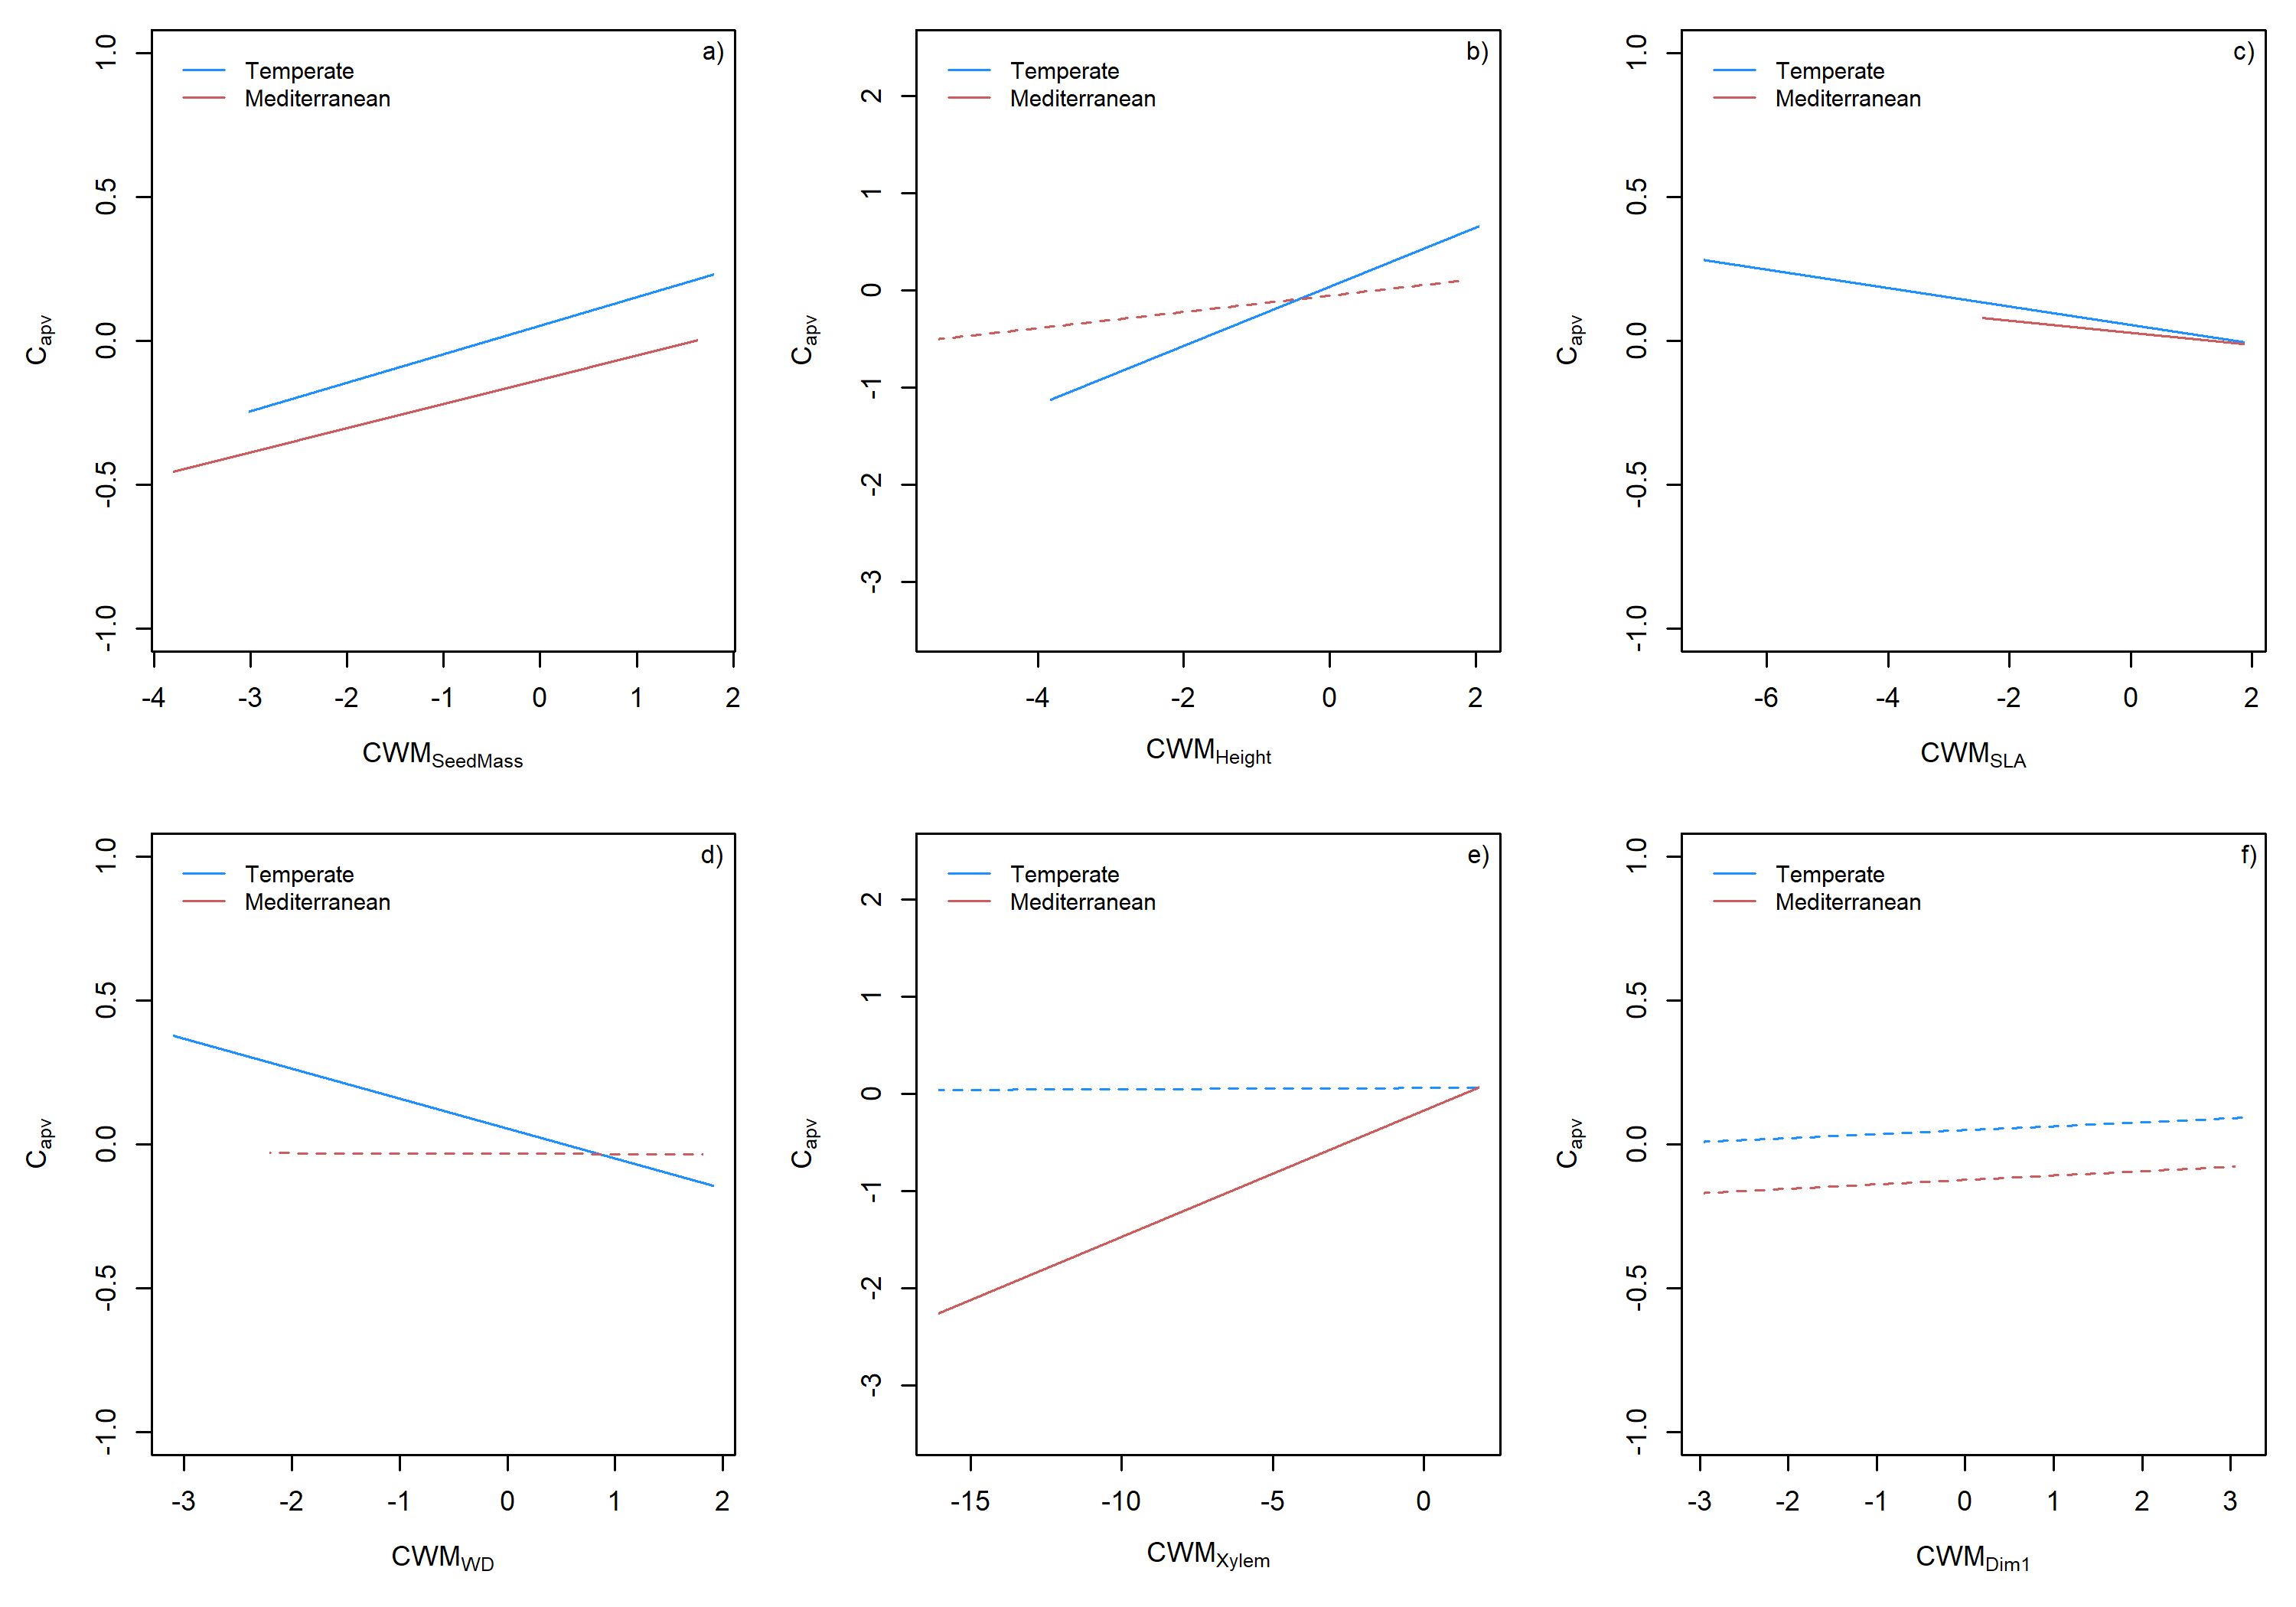 a)
Temperate
Mediterranean
1.0
0.5
0.0
-0.5
-1.0
Capv
-4 -3 -2 -1 0 1 2
CWMSeedMass
b)
Temperate
Mediterranean
2
1
0
-1
-2
-3
Capv
-4 -2 0 2
CWMHeight
c)
Temperate
Mediterranean
1.0
0.5
0.0
-0.5
-1.0
Capv
-6 -4 -2 0 2
CWMSLA
d)
Temperate
Mediterranean
1.0
0.5
0.0
-0.5
-1.0
Capv
-3 -2 -1 0 1 2
CWMWD
e)
Temperate
Mediterranean
2
1
0
-1
-2
-3
Capv
-15 -10 -5 0
CWMXylem
f)
Temperate
Mediterranean
1.0
0.5
0.0
-0.5
-1.0
Capv
-3 -2 -1 0 1 2 3
CWMDim1